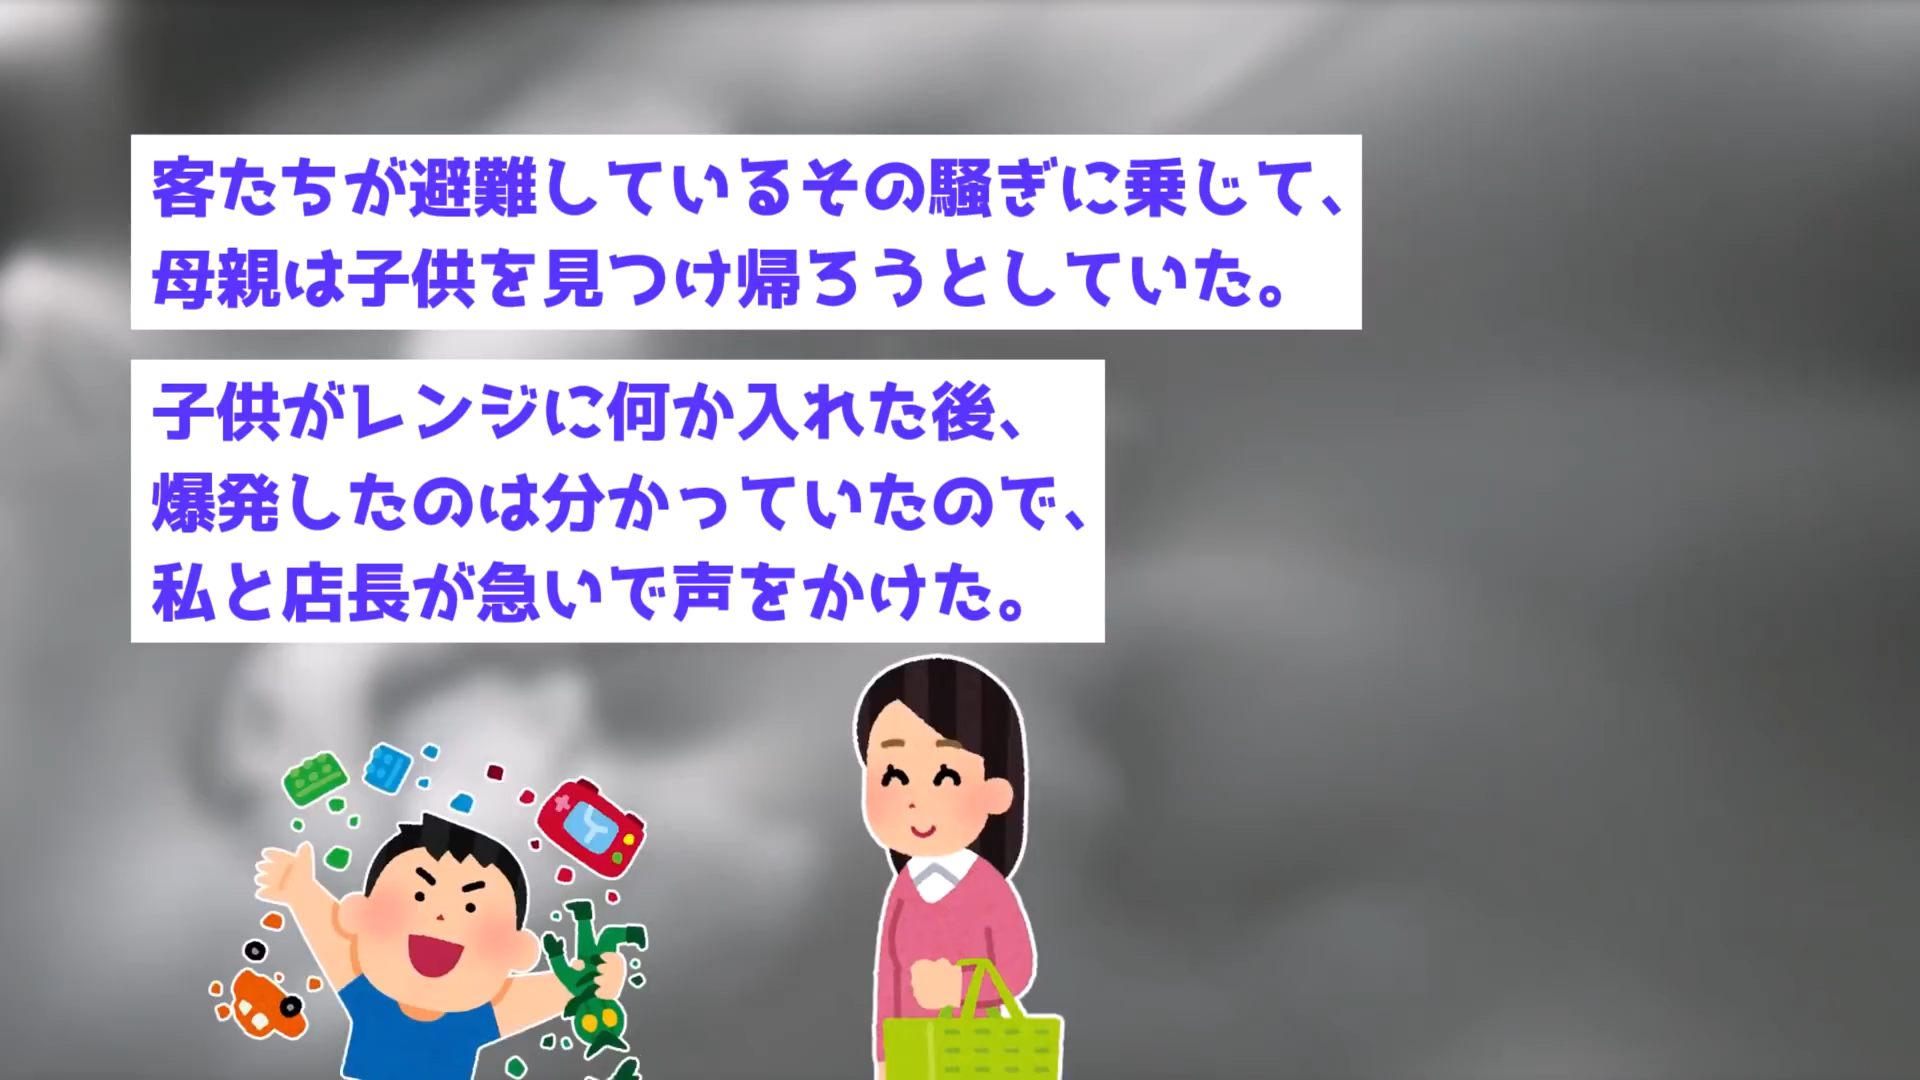 客たちが避難しているその騒ぎに乗じて、
母親は子供を見つけ帰ろうとしていた。
子供がレンジに何か入れた後、
爆発したのは分かっていたので、
私と店長が急いで声をかけた。